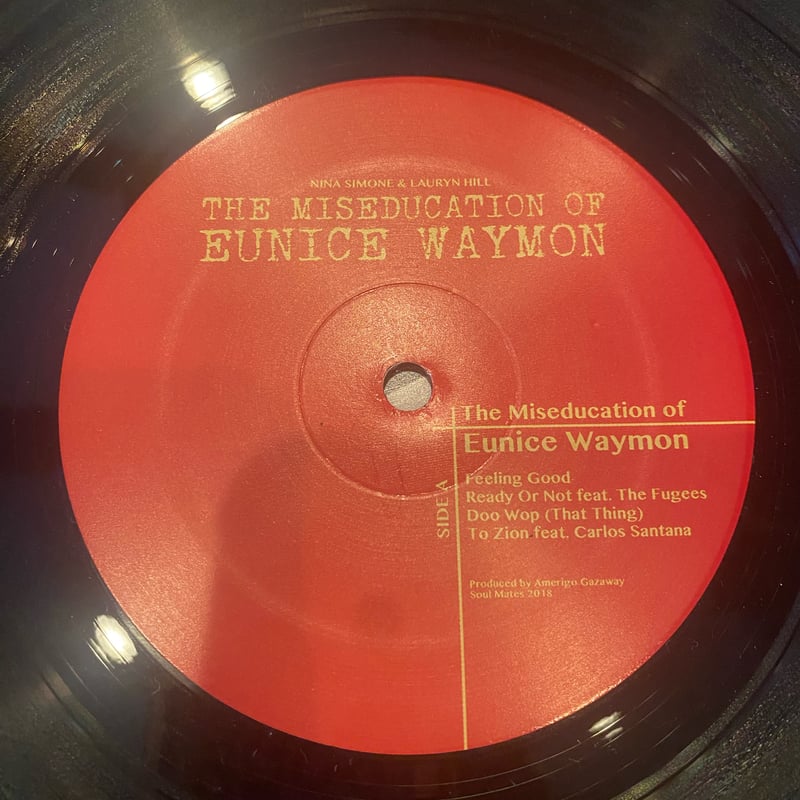 NINA SIMONE & LAURYN HILL
THE MISEDUCATION OF
EUNICE WAYMON
The Miseducation of
Eunice Waymon
SIDE A
Feeling Good
Ready Or Not feat. The Fugees
Doo Wop (That Thing)
To Zion feat. Carlos Santana
Produced by Amerigo Gazaway
Soul Mates 2018